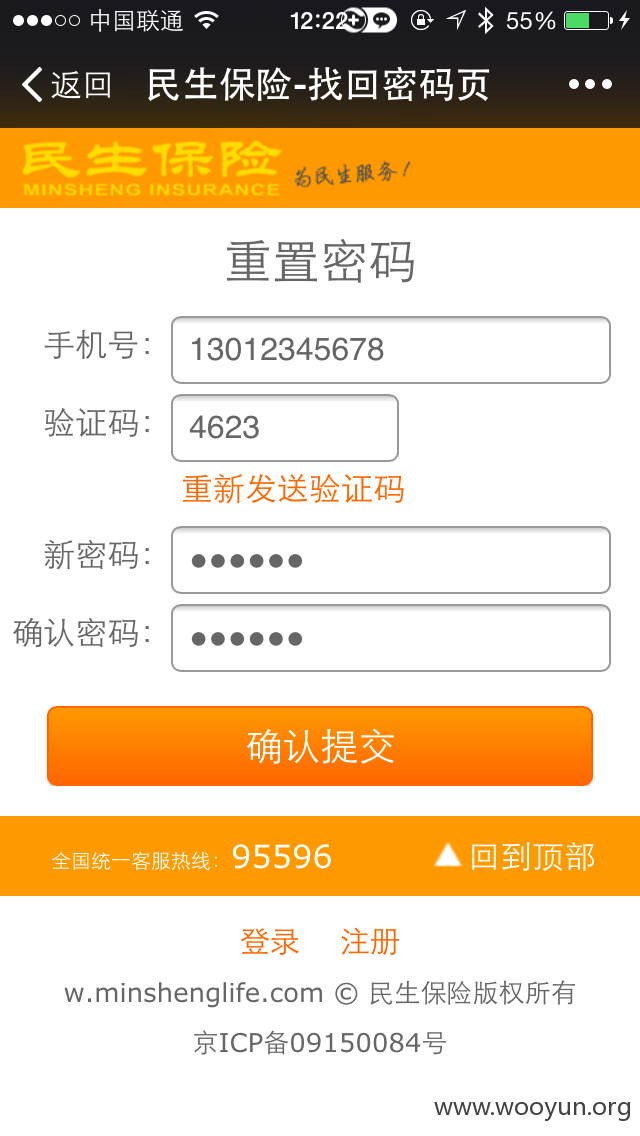 中国联通 12:22 55%
返回 民生保险-找回密码页
民生保险
MINSHENG INSURANCE
为民生服务!
重置密码
手机号: 13012345678
验证码: 4623
重新发送验证码
新密码: ●●●●●●
确认密码: ●●●●●●
确认提交
全国统一客服热线: 95596 ▲回到顶部
登录 注册
w.minshenglife.com © 民生保险版权所有
京ICP备09150084号
www.wooyun.org